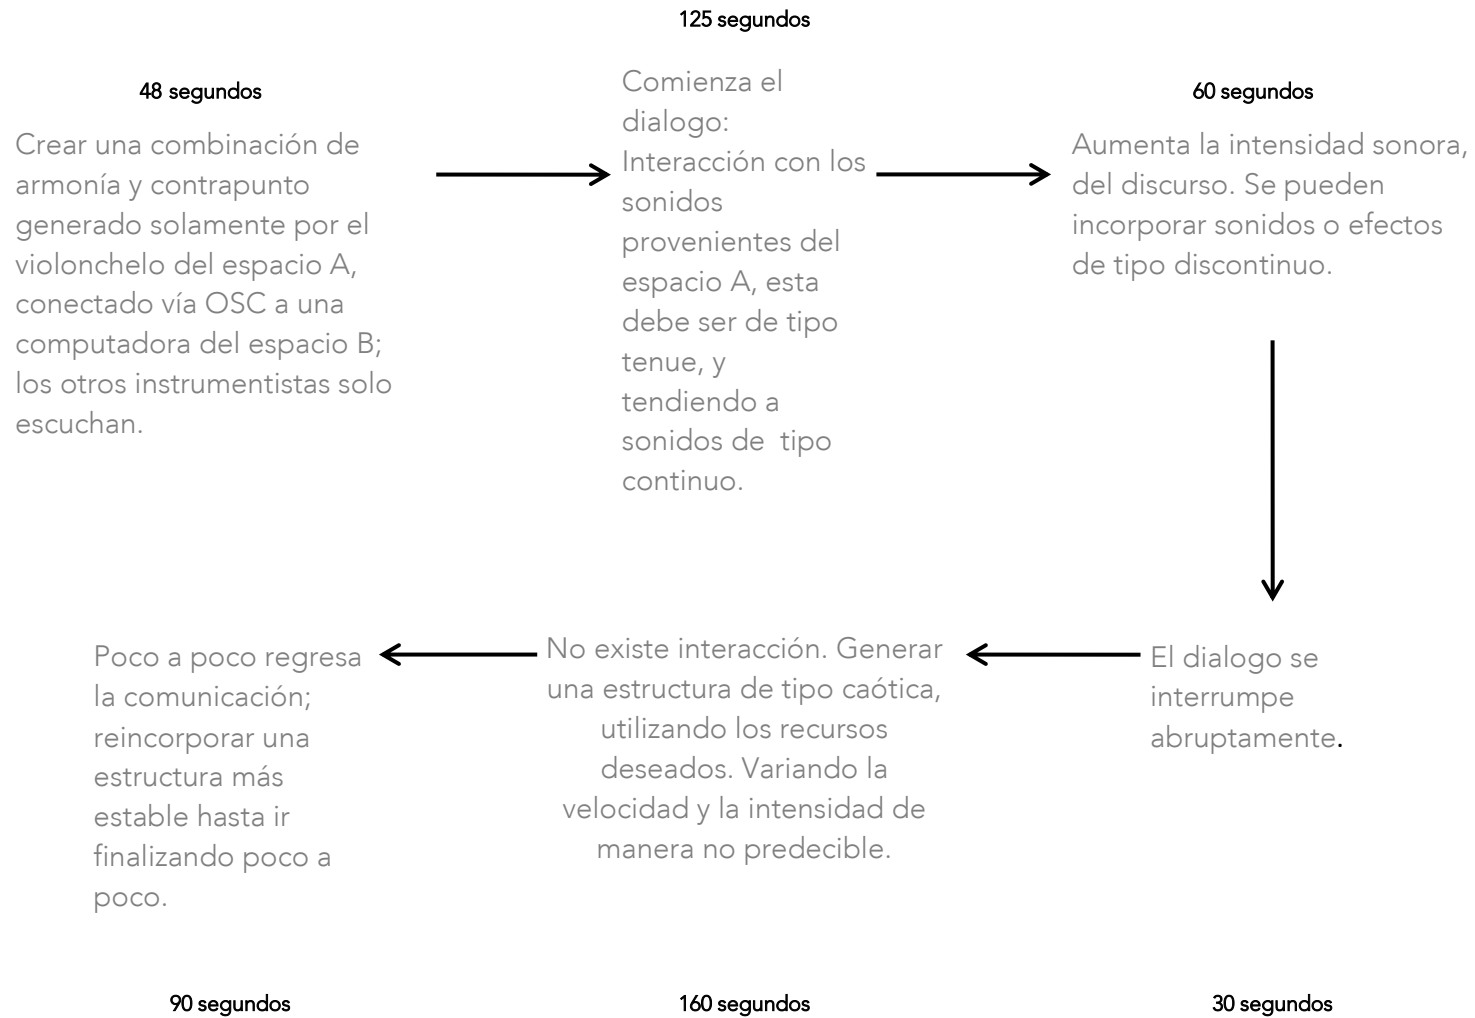 48 segundos
Crear una combinación de
armonía y contrapunto
generado solamente por el
violonchelo del espacio A,
conectado vía OSC a una
computadora del espacio B;
los otros instrumentistas solo
escuchan.
125 segundos
Comienza el
dialogo:
Interacción con los
sonidos
provenientes del
espacio A, esta
debe ser de tipo
tenue, y
tendiendo a
sonidos de  tipo
continuo.
60 segundos
Aumenta la intensidad sonora,
del discurso. Se pueden
incorporar sonidos o efectos
de tipo discontinuo.
El dialogo se
interrumpe
abruptamente.
30 segundos
No existe interacción. Generar
una estructura de tipo caótica,
utilizando los recursos
deseados. Variando la
velocidad y la intensidad de
manera no predecible.
160 segundos
Poco a poco regresa
la comunicación;
reincorporar una
estructura más
estable hasta ir
finalizando poco a
poco.
90 segundos